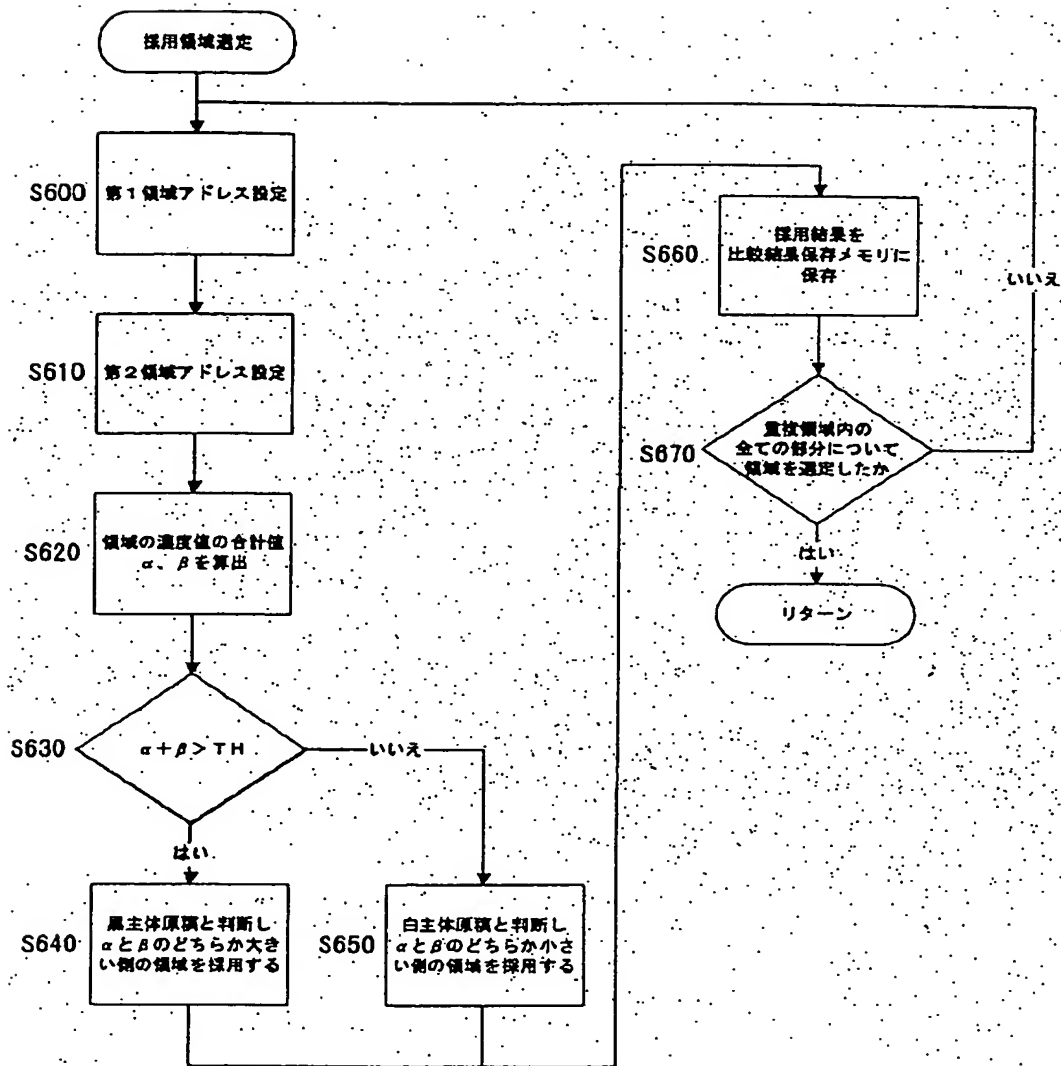 採用領域選定
S600
第1領域アドレス設定
S610
第2領域アドレス設定
S620
領域の濃度値の合計値
α、βを算出
S630
α+β>TH
いいえ
はい
S640
黒主体原稿と判断し
αとβのどちらか大き
い側の領域を採用する
S650
白主体原稿と判断し
αとβのどちらか小さ
い側の領域を採用する
S660
採用結果を
比較結果保存メモリに
保存
S670
重複領域内の
全ての部分について
領域を選定したか
いいえ
はい
リターン